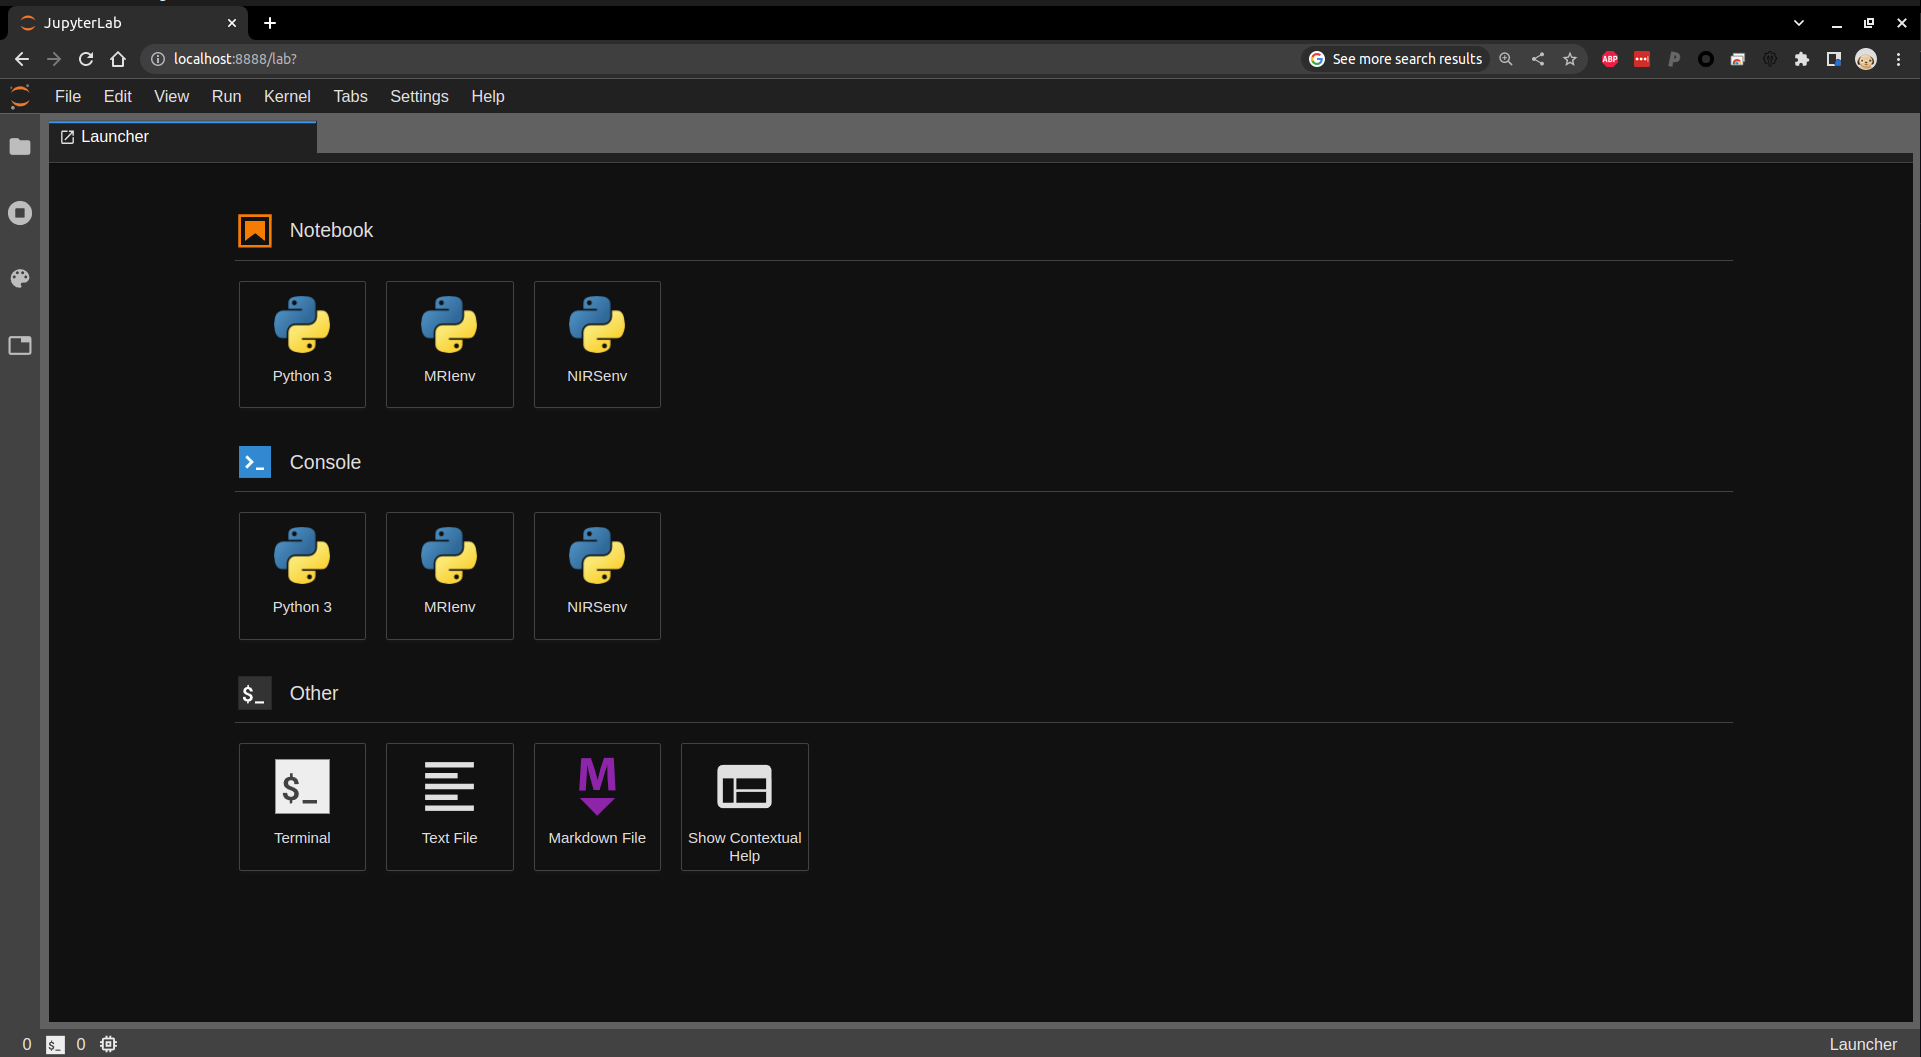 JupyterLab
localhost:8888/lab?
See more search results
ABP
File Edit View Run Kernel Tabs Settings Help
Launcher
Notebook
Python 3 MRIenv NIRSenv
Console
Python 3 MRIenv NIRSenv
$_ Other
$_ M
Terminal Text File Markdown File Show Contextual
Help
0 $_ 0 Launcher